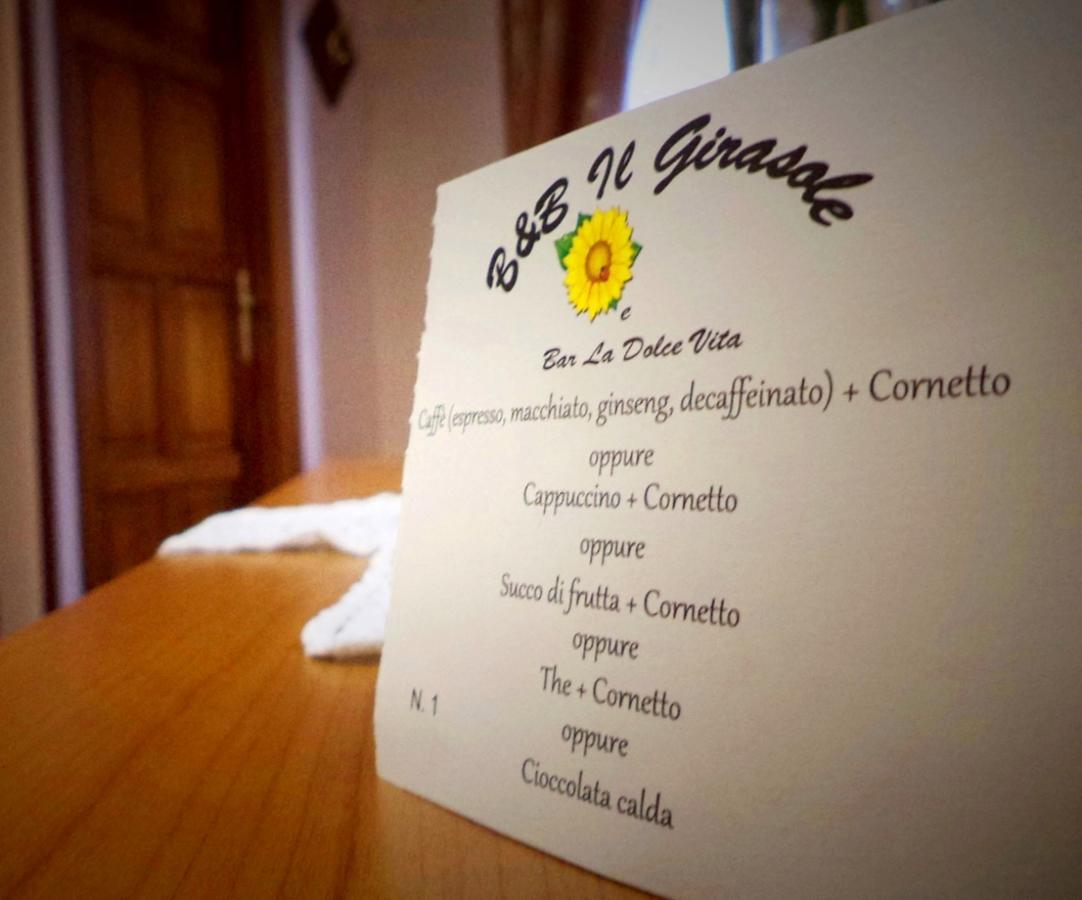 B&B Il Girasole
e
Bar La Dolce Vita
Caffè (espresso, macchiato, ginseng, decaffeinato) + Cornetto
oppure
Cappuccino + Cornetto
oppure
Succo di frutta + Cornetto
oppure
The + Cornetto
oppure
Cioccolata calda
N. 1